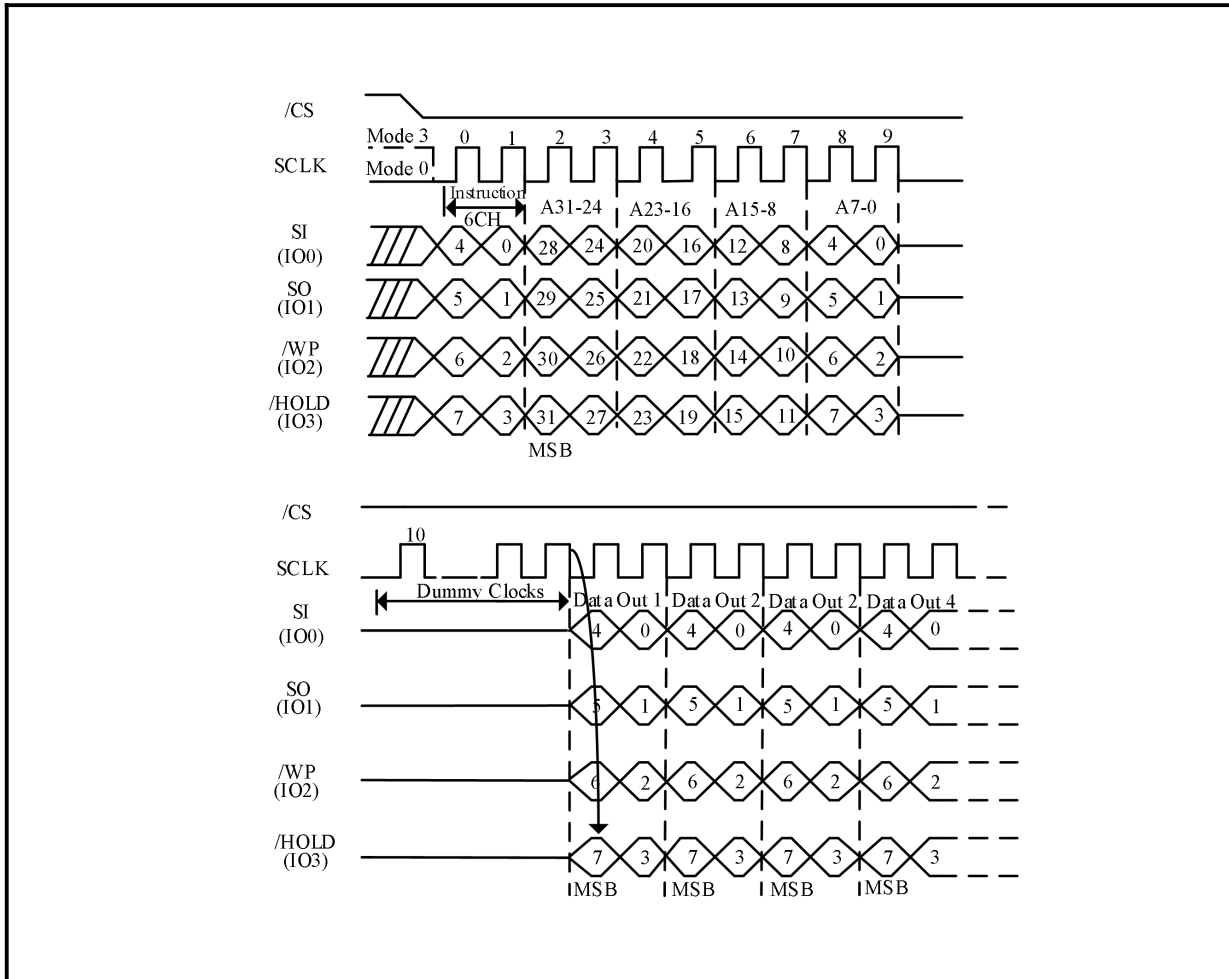 /CS
Mode 3 0 1 2 3 4 5 6 7 8 9
SCLK
Mode 0
Instruction
6CH
A31-24 A23-16 A15-8 A7-0
SI
(IO0)
4 0 28 24 20 16 12 8 4 0
SO
(IO1)
5 1 29 25 21 17 13 9 5 1
/WP
(IO2)
6 2 30 26 22 18 14 10 6 2
/HOLD
(IO3)
7 3 31 27 23 19 15 11 7 3
MSB
/CS
10
SCLK
Dummy Clocks
Data Out 1 Data Out 2 Data Out 2 Data Out 4
SI
(IO0)
4 0 4 0 4 0 4 0
SO
(IO1)
5 1 5 1 5 1 5 1
/WP
(IO2)
6 2 6 2 6 2 6 2
/HOLD
(IO3)
7 3 7 3 7 3 7 3
MSB MSB MSB MSB